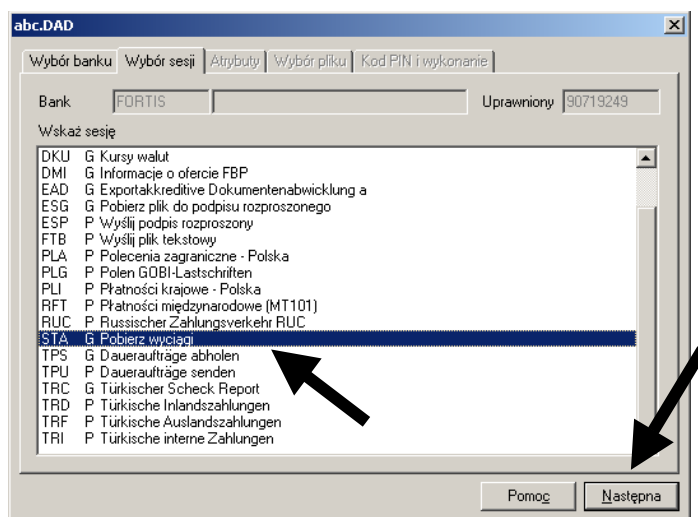 abc.DAD
Wybór banku Wybór sesji Atrybuty Wybór pliku Kod PIN i wykonanie
Bank FORTIS Uprawniony 90719249
Wskaż sesję
DKU G Kursy walut
DMI G Informacje o ofercie FBP
EAD G Exportakkreditive Dokumentenabwicklung a
ESG G Pobierz plik do podpisu rozproszonego
ESP P Wyślij podpis rozproszony
FTB P Wyślij plik tekstowy
PLA P Polecenia zagraniczne - Polska
PLG P Polen GOBI-Lastschriften
PLI P Płatności krajowe - Polska
RFT P Płatności międzynarodowe (MT101)
RUC P Russischer Zahlungsverkehr RUC
STA G Pobierz wyciągi
TPS G Daueraufträge abholen
TPU P Daueraufträge senden
TRC G Türkischer Scheck Report
TRD P Türkische Inlandszahlungen
TRF P Türkische Auslandszahlungen
TRI P Türkische interne Zahlungen
Pomoc Następna